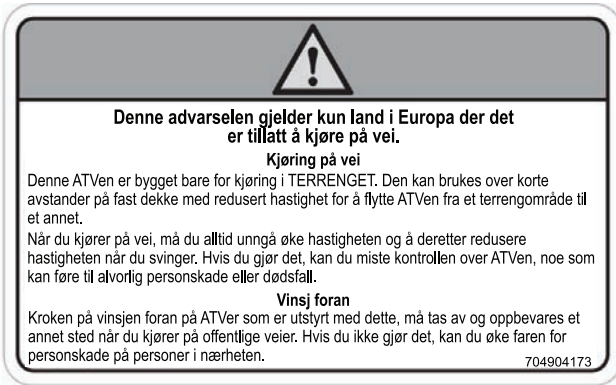 Denne advarselen gjelder kun land i Europa der det
er tillatt å kjøre på vei.
Kjøring på vei
Denne ATVen er bygget bare for kjøring i TERRENGET. Den kan brukes over korte
avstander på fast dekke med redusert hastighet for å flytte ATVen fra et terrengområde til
et annet.
Når du kjører på vei, må du alltid unngå øke hastigheten og å deretter redusere
hastigheten når du svinger. Hvis du gjør det, kan du miste kontrollen over ATVen, noe som
kan føre til alvorlig personskade eller dødsfall.
Vinsj foran
Kroken på vinsjen foran på ATVer som er utstyrt med dette, må tas av og oppbevares et
annet sted når du kjører på offentlige veier. Hvis du ikke gjør det, kan du øke faren for
personskade på personer i nærheten.
704904173